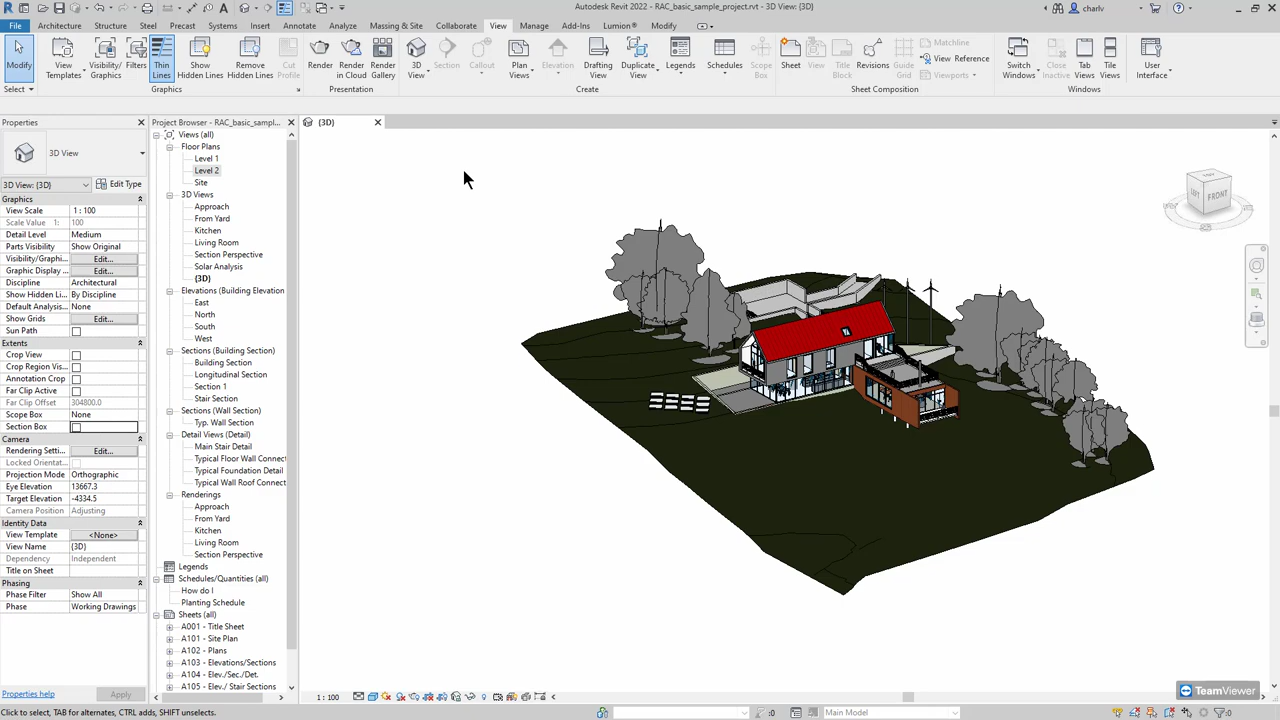 Autodesk Revit 2022 - RAC_basic_sample_project.rvt - 3D View: {3D}
charlv
File Architecture Structure Steel Precast Systems Insert Annotate Analyze Massing & Site Collaborate View Manage Add-Ins Lumion® Modify
Modify
View Templates
Visibility/ Graphics
Filters
Thin Lines
Show Hidden Lines
Remove Hidden Lines
Cut Profile
Render
Render in Cloud
Render Gallery
3D View
Section
Callout
Plan Views
Elevation
Drafting View
Duplicate View
Legends
Schedules
Scope Box
Sheet
View
Title Block
Revisions
Guide Grid
Matchline
View Reference
Viewports
Switch Windows
Close Inactive
Tab Views
Tile Views
User Interface
Select Graphics Presentation Create Sheet Composition Windows
Properties
3D View
3D View: {3D} Edit Type
Graphics
View Scale 1 : 100
Scale Value 1: 100
Detail Level Medium
Parts Visibility Show Original
Visibility/Graphi... Edit...
Graphic Display ... Edit...
Discipline Architectural
Show Hidden Li... By Discipline
Default Analysis... None
Show Grids Edit...
Sun Path
Extents
Crop View
Crop Region Vis...
Annotation Crop
Far Clip Active
Far Clip Offset 304800.0
Scope Box None
Section Box
Camera
Rendering Setti... Edit...
Locked Orientat...
Projection Mode Orthographic
Eye Elevation 13667.3
Target Elevation -4334.5
Camera Position Adjusting
Identity Data
View Template <None>
View Name {3D}
Dependency Independent
Title on Sheet
Phasing
Phase Filter Show All
Phase Working Drawings
Properties help Apply
Project Browser - RAC_basic_sampl...
Views (all)
Floor Plans
Level 1
Level 2
Site
3D Views
Approach
From Yard
Kitchen
Living Room
Section Perspective
Solar Analysis
{3D}
Elevations (Building Elevation
East
North
South
West
Sections (Building Section)
Building Section
Longitudinal Section
Section 1
Stair Section
Sections (Wall Section)
Typ. Wall Section
Detail Views (Detail)
Main Stair Detail
Typical Floor Wall Connect
Typical Foundation Detail
Typical Wall Roof Connect
Renderings
Approach
From Yard
Kitchen
Living Room
Section Perspective
Legends
Schedules/Quantities (all)
How do I
Planting Schedule
Sheets (all)
A001 - Title Sheet
A101 - Site Plan
A102 - Plans
A103 - Elevations/Sections
A104 - Elev./Sec./Det.
A105 - Elev./ Stair Sections
{3D}
TOP
LEFT FRONT
1 : 100
TeamViewer
Click to select, TAB for alternates, CTRL adds, SHIFT unselects.
:0
Main Model
:0